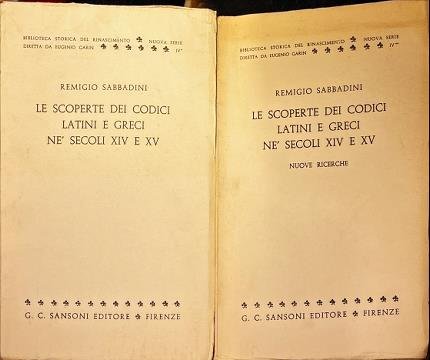 BIBLIOTECA STORICA DEL RINASCIMENTO NUOVA SERIE
DIRETTA DA EUGENIO GARIN IV*
REMIGIO SABBADINI
LE SCOPERTE DEI CODICI
LATINI E GRECI
NE' SECOLI XIV E XV
G. C. SANSONI EDITORE FIRENZE
BIBLIOTECA STORICA DEL RINASCIMENTO NUOVA SERIE
DIRETTA DA EUGENIO GARIN IV**
REMIGIO SABBADINI
LE SCOPERTE DEI CODICI
LATINI E GRECI
NE' SECOLI XIV E XV
NUOVE RICERCHE
G. C. SANSONI EDITORE FIRENZE